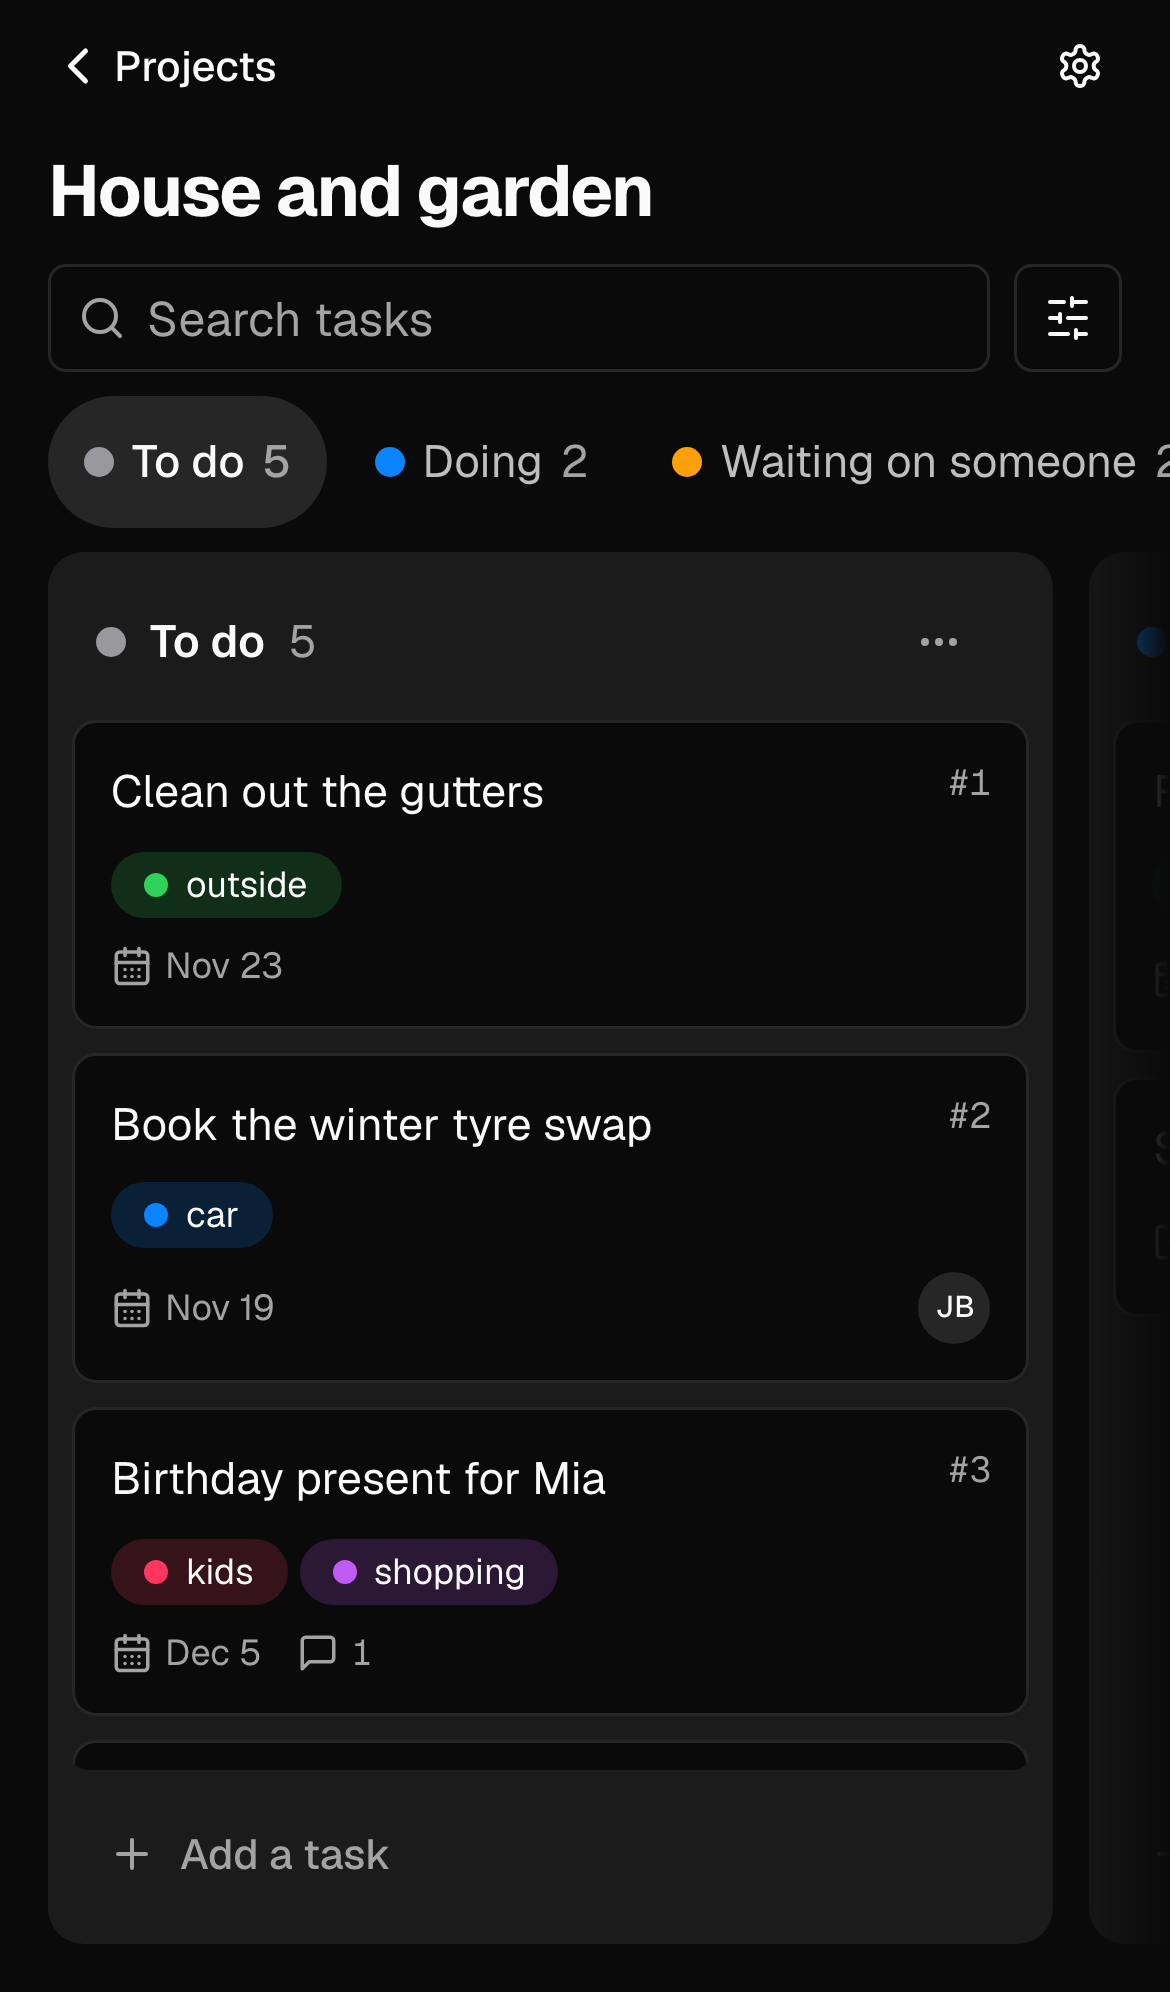 Projects
House and garden
Search tasks
To do 5 Doing 2 Waiting on someone 2
To do 5
Clean out the gutters #1
outside
Nov 23
Book the winter tyre swap #2
car
Nov 19 JB
Birthday present for Mia #3
kids shopping
Dec 5 1
Add a task